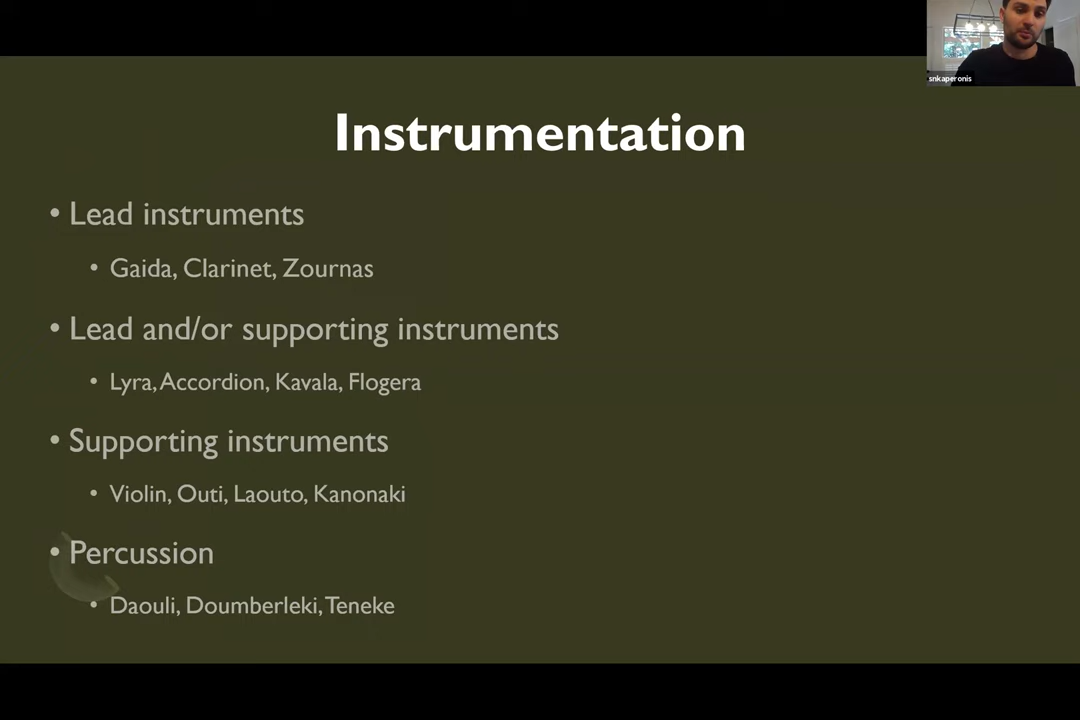 snkaperonis
Instrumentation
• Lead instruments
• Gaida, Clarinet, Zournas
• Lead and/or supporting instruments
• Lyra, Accordion, Kavala, Flogera
• Supporting instruments
• Violin, Outi, Laouto, Kanonaki
• Percussion
• Daouli, Doumberleki, Teneke